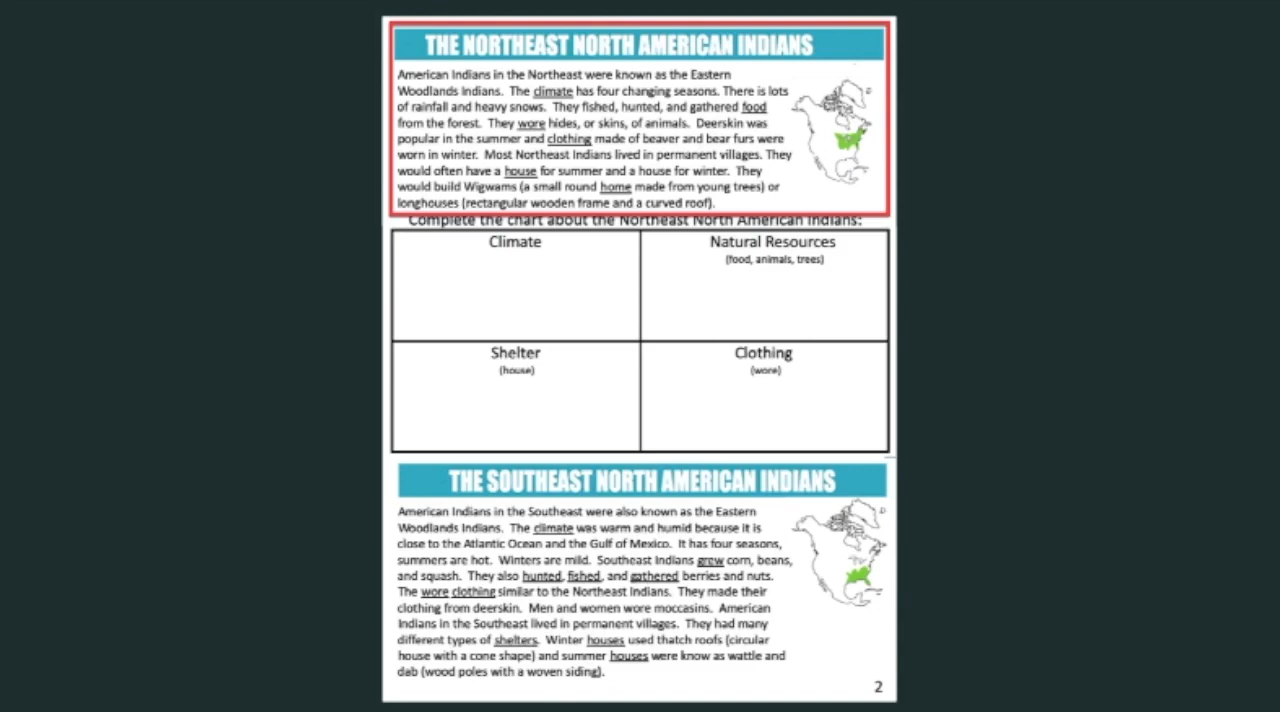 THE NORTHEAST NORTH AMERICAN INDIANS
American Indians in the Northeast were known as the Eastern
Woodlands Indians. The climate has four changing seasons. There is lots
of rainfall and heavy snows. They fished, hunted, and gathered food
from the forest. They wore hides, or skins, of animals. Deerskin was
popular in the summer and clothing made of beaver and bear furs were
worn in winter. Most Northeast Indians lived in permanent villages. They
would often have a house for summer and a house for winter. They
would build Wigwams (a small round home made from young trees) or
longhouses (rectangular wooden frame and a curved roof).
Complete the chart about the Northeast North American Indians:
Climate
Natural Resources
(food, animals, trees)
Shelter
(house)
Clothing
(wore)
THE SOUTHEAST NORTH AMERICAN INDIANS
American Indians in the Southeast were also known as the Eastern
Woodlands Indians. The climate was warm and humid because it is
close to the Atlantic Ocean and the Gulf of Mexico. It has four seasons,
summers are hot. Winters are mild. Southeast Indians grew corn, beans,
and squash. They also hunted, fished, and gathered berries and nuts.
The wore clothing similar to the Northeast Indians. They made their
clothing from deerskin. Men and women wore moccasins. American
Indians in the Southeast lived in permanent villages. They had many
different types of shelters. Winter houses used thatch roofs (circular
house with a cone shape) and summer houses were know as wattle and
dab (wood poles with a woven siding).
2